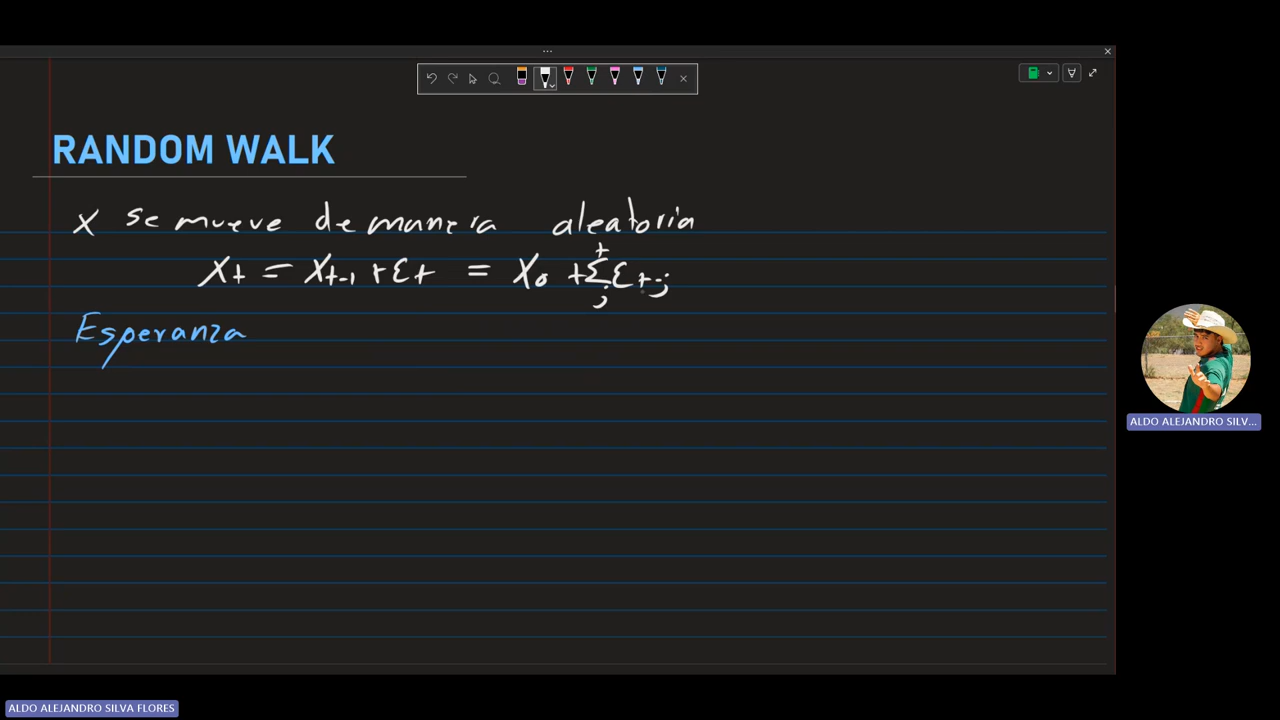 RANDOM WALK
X se mueve de manera aleatoria
Xt = Xt-1 + εt = X0 + Σ_j^t εt-j
Esperanza
ALDO ALEJANDRO SILV...
ALDO ALEJANDRO SILVA FLORES